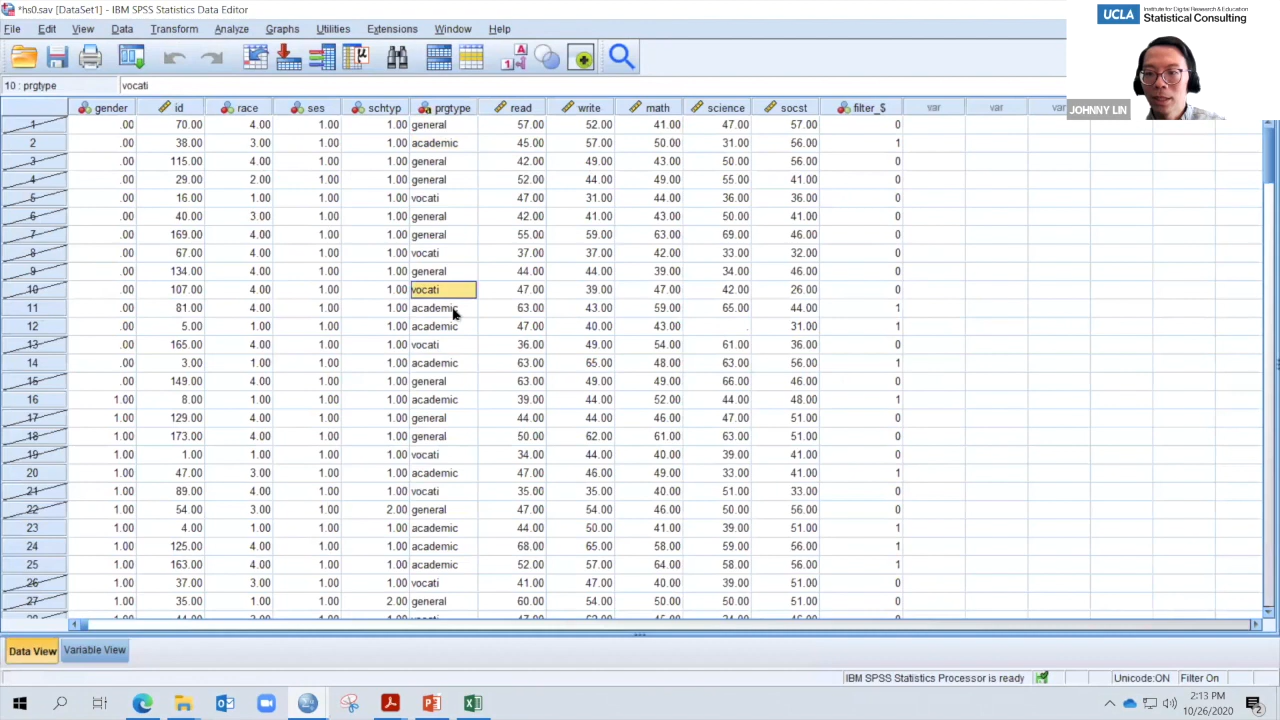 *hs0.sav [DataSet1] - IBM SPSS Statistics Data Editor
UCLA Institute for Digital Research & Education
Statistical Consulting
File Edit View Data Transform Analyze Graphs Utilities Extensions Window Help
10 : prgtype vocati
JOHNNY LIN
gender id race ses schtyp prgtype read write math science socst filter_$ var var var
1 .00 70.00 4.00 1.00 1.00 general 57.00 52.00 41.00 47.00 57.00 0
2 .00 38.00 3.00 1.00 1.00 academic 45.00 57.00 50.00 31.00 56.00 1
3 .00 115.00 4.00 1.00 1.00 general 42.00 49.00 43.00 50.00 56.00 0
4 .00 29.00 2.00 1.00 1.00 general 52.00 44.00 49.00 55.00 41.00 0
5 .00 16.00 1.00 1.00 1.00 vocati 47.00 31.00 44.00 36.00 36.00 0
6 .00 40.00 3.00 1.00 1.00 general 42.00 41.00 43.00 50.00 41.00 0
7 .00 169.00 4.00 1.00 1.00 general 55.00 59.00 63.00 69.00 46.00 0
8 .00 67.00 4.00 1.00 1.00 vocati 37.00 37.00 42.00 33.00 32.00 0
9 .00 134.00 4.00 1.00 1.00 general 44.00 44.00 39.00 34.00 46.00 0
10 .00 107.00 4.00 1.00 1.00 vocati 47.00 39.00 47.00 42.00 26.00 0
11 .00 81.00 4.00 1.00 1.00 academic 63.00 43.00 59.00 65.00 44.00 1
12 .00 5.00 1.00 1.00 1.00 academic 47.00 40.00 43.00 . 31.00 1
13 .00 165.00 4.00 1.00 1.00 vocati 36.00 49.00 54.00 61.00 36.00 0
14 .00 3.00 1.00 1.00 1.00 academic 63.00 65.00 48.00 63.00 56.00 1
15 .00 149.00 4.00 1.00 1.00 general 63.00 49.00 49.00 66.00 46.00 0
16 1.00 8.00 1.00 1.00 1.00 academic 39.00 44.00 52.00 44.00 48.00 1
17 1.00 129.00 4.00 1.00 1.00 general 44.00 44.00 46.00 47.00 51.00 0
18 1.00 173.00 4.00 1.00 1.00 general 50.00 62.00 61.00 63.00 51.00 0
19 1.00 1.00 1.00 1.00 1.00 vocati 34.00 44.00 40.00 39.00 41.00 0
20 1.00 47.00 3.00 1.00 1.00 academic 47.00 46.00 49.00 33.00 41.00 1
21 1.00 89.00 4.00 1.00 1.00 vocati 35.00 35.00 40.00 51.00 33.00 0
22 1.00 54.00 3.00 1.00 2.00 general 47.00 54.00 46.00 50.00 56.00 0
23 1.00 4.00 1.00 1.00 1.00 academic 44.00 50.00 41.00 39.00 51.00 1
24 1.00 125.00 4.00 1.00 1.00 academic 68.00 65.00 58.00 59.00 56.00 1
25 1.00 163.00 4.00 1.00 1.00 academic 52.00 57.00 64.00 58.00 56.00 1
26 1.00 37.00 3.00 1.00 1.00 vocati 41.00 47.00 40.00 39.00 51.00 0
27 1.00 35.00 1.00 1.00 2.00 general 60.00 54.00 50.00 50.00 51.00 0
Data View Variable View
IBM SPSS Statistics Processor is ready Unicode:ON Filter On
2:13 PM
10/26/2020
2